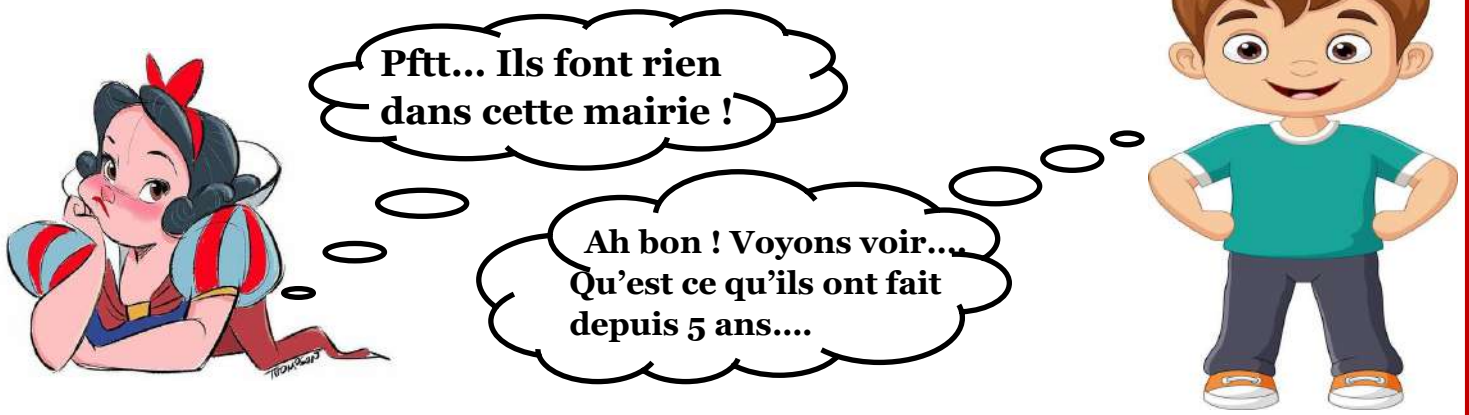 Pftt... Ils font rien
dans cette mairie !
Ah bon ! Voyons voir....
Qu'est ce qu'ils ont fait
depuis 5 ans....
THOMPSON